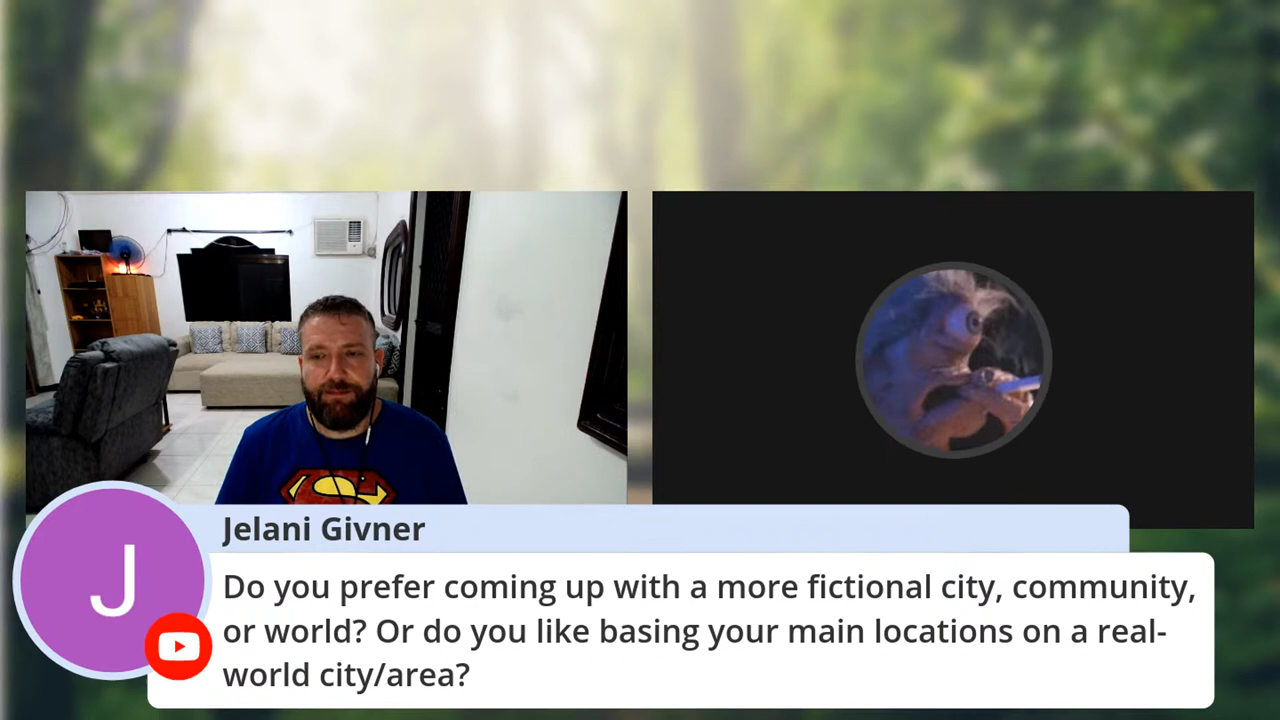 Jelani Givner
J
Do you prefer coming up with a more fictional city, community,
or world? Or do you like basing your main locations on a real-
world city/area?